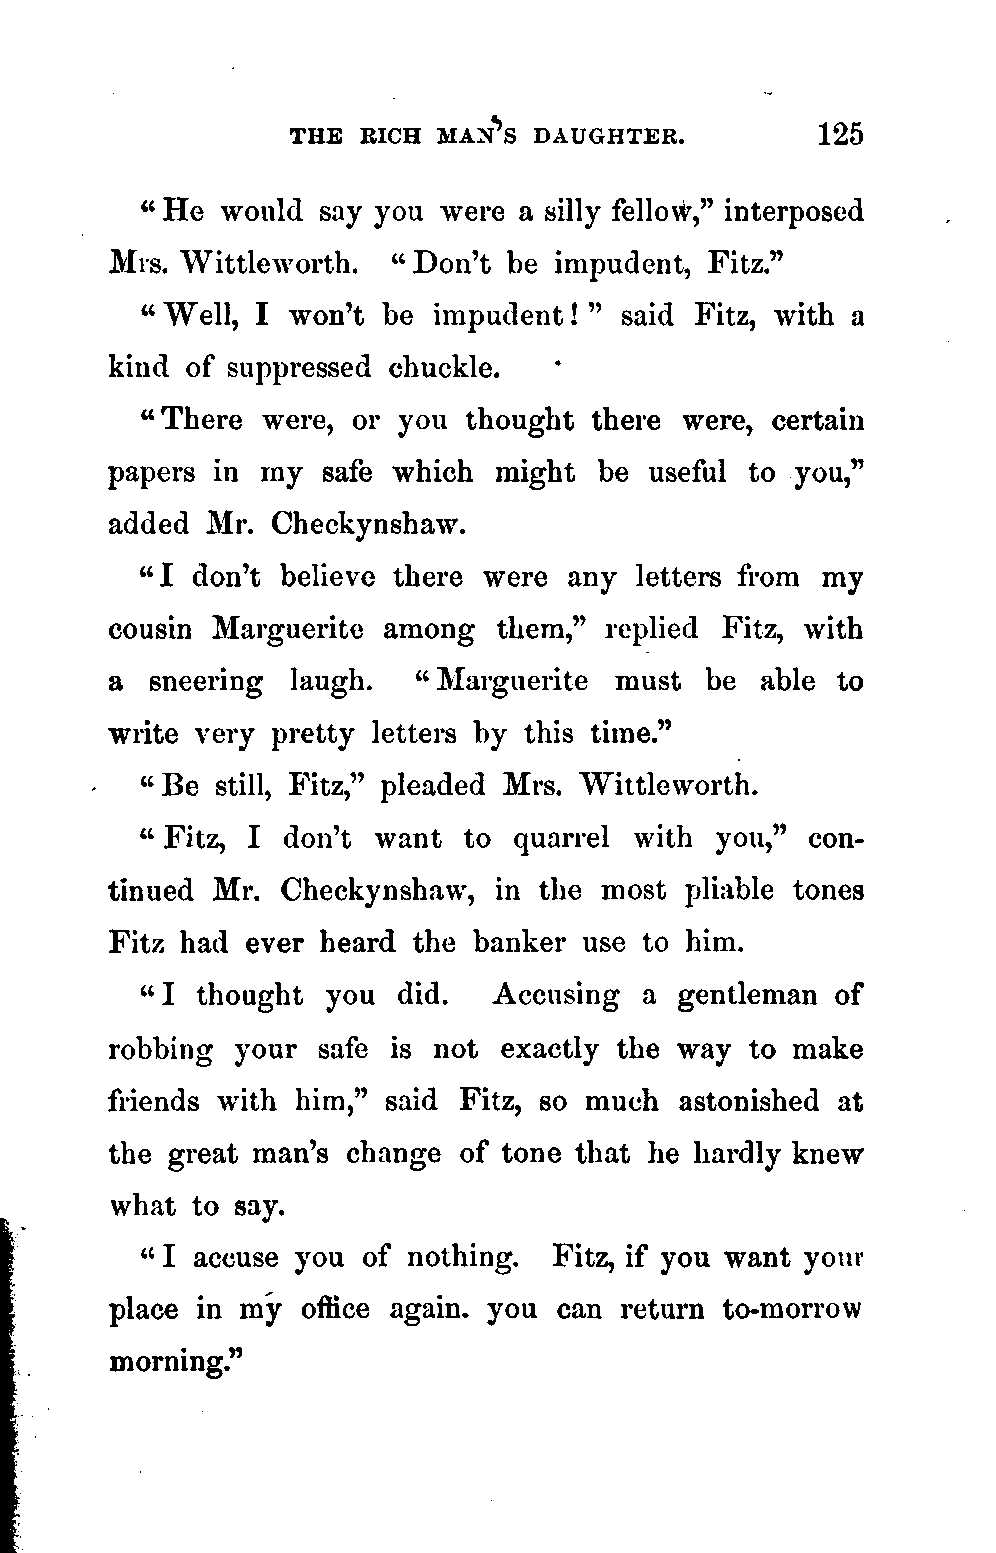 THE RICH MAN'S DAUGHTER. 125
“He would say you were a silly fellow,” interposed
Mrs. Wittleworth. “Don’t be impudent, Fitz.”
“Well, I won’t be impudent!” said Fitz, with a
kind of suppressed chuckle.
“There were, or you thought there were, certain
papers in my safe which might be useful to you,”
added Mr. Checkynshaw.
“I don’t believe there were any letters from my
cousin Marguerite among them,” replied Fitz, with
a sneering laugh. “Marguerite must be able to
write very pretty letters by this time.”
“Be still, Fitz,” pleaded Mrs. Wittleworth.
“Fitz, I don’t want to quarrel with you,” con-
tinued Mr. Checkynshaw, in the most pliable tones
Fitz had ever heard the banker use to him.
“I thought you did. Accusing a gentleman of
robbing your safe is not exactly the way to make
friends with him,” said Fitz, so much astonished at
the great man’s change of tone that he hardly knew
what to say.
“I accuse you of nothing. Fitz, if you want your
place in my office again. you can return to-morrow
morning.”